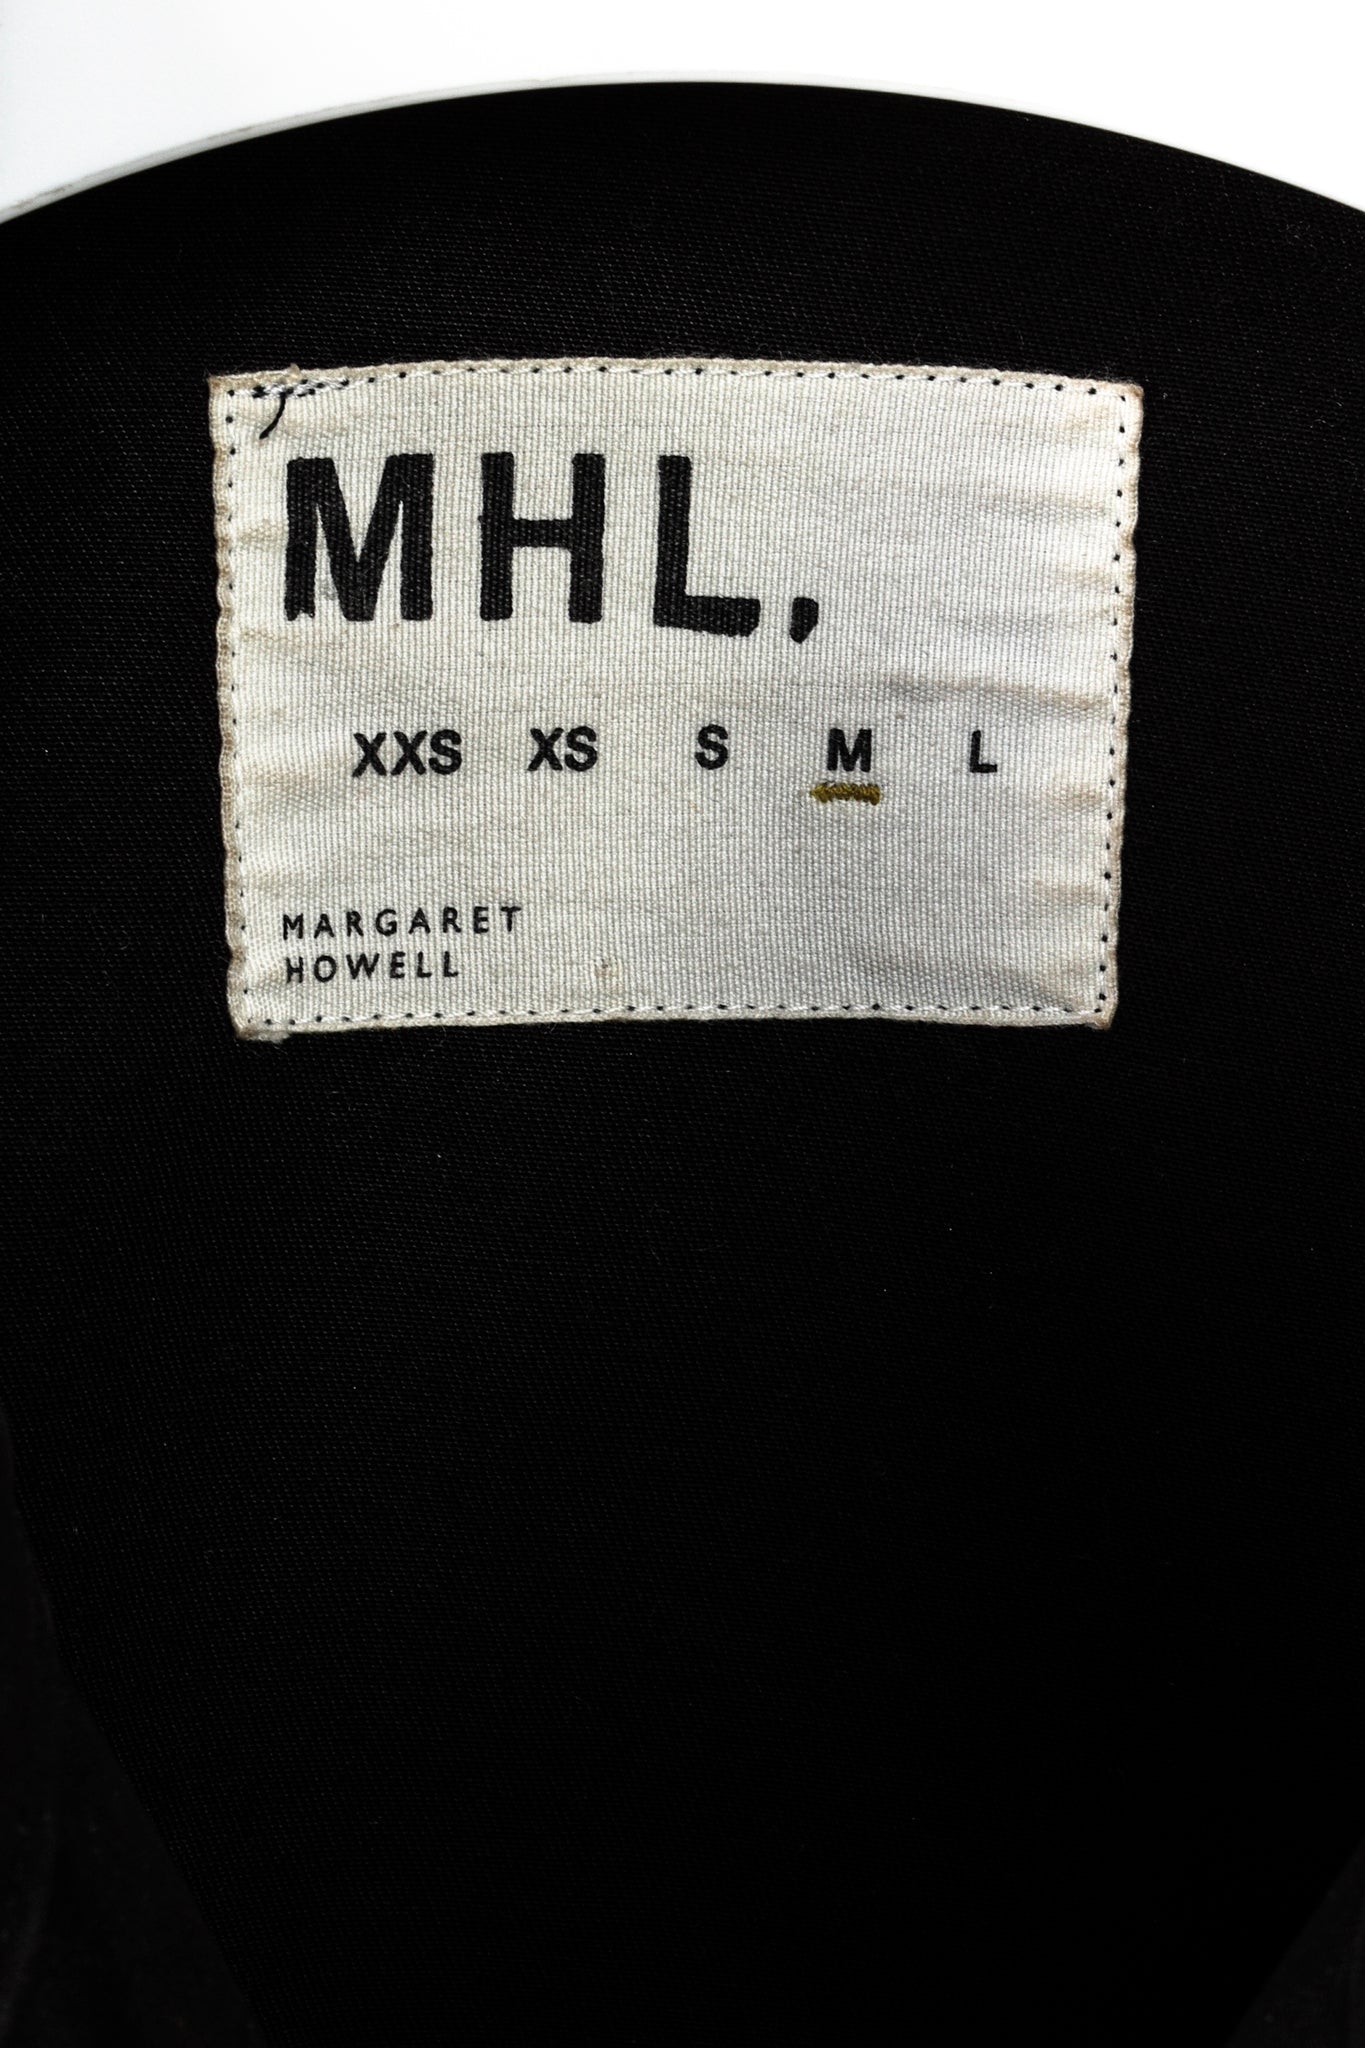 MHL.
XXS XS S M L
MARGARET
HOWELL